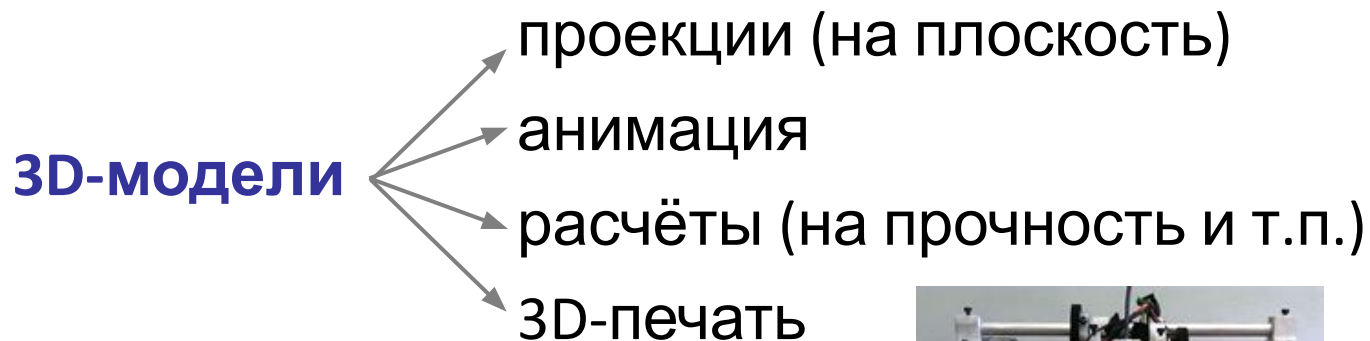 проекции (на плоскость)
анимация
3D-модели
расчёты (на прочность и т.п.)
3D-печать